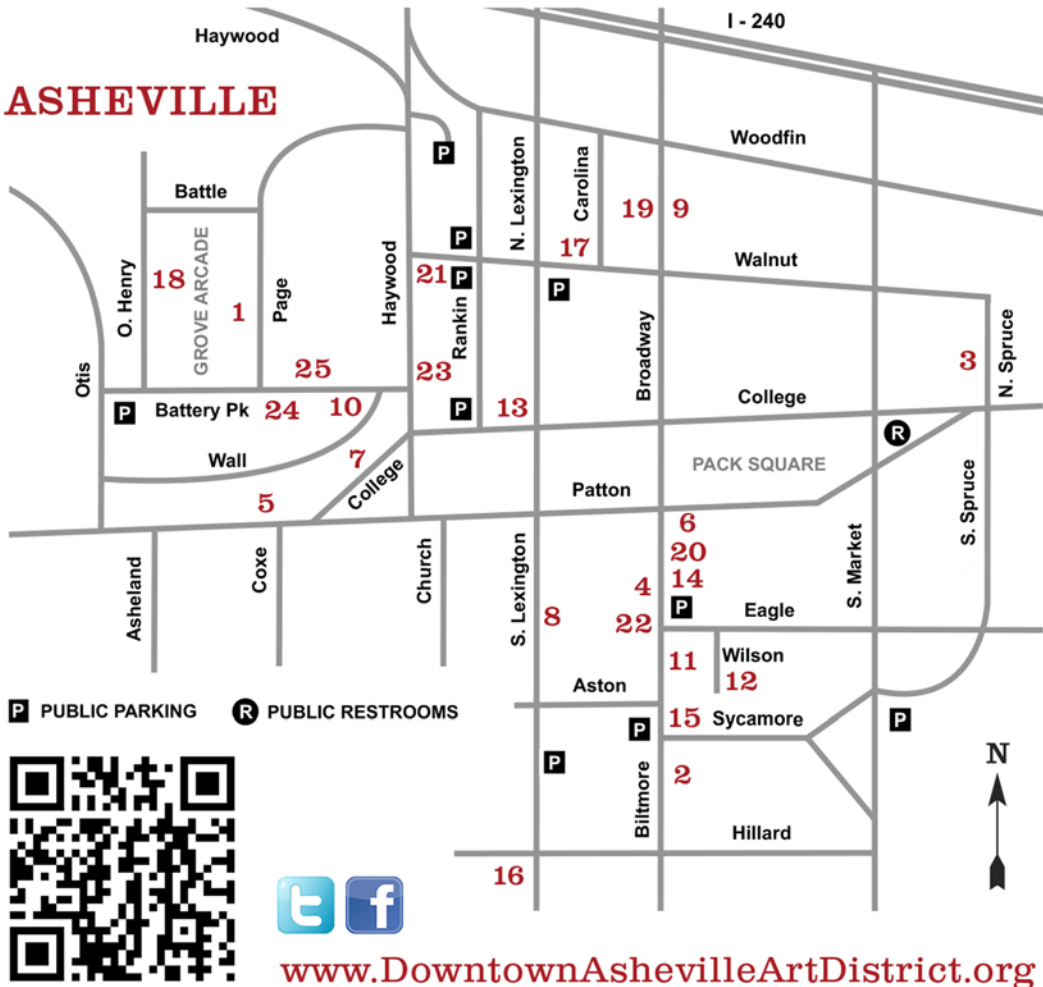 I - 240
Haywood
ASHEVILLE
Woodfin
P
Battle
N. Lexington
Carolina
19
9
P
17
Walnut
18
GROVE ARCADE
O. Henry
1
Page
Haywood
21
P
Rankin
P
Broadway
3
N. Spruce
Otis
25
23
College
P
Battery Pk
24
10
P
13
R
Wall
7
College
PACK SQUARE
5
Patton
6
S. Spruce
20
Asheland
Coxe
Church
S. Lexington
4
14
S. Market
8
22
P
Eagle
11
Wilson
12
Aston
P PUBLIC PARKING
R PUBLIC RESTROOMS
15
Sycamore
P
P
P
N
Biltmore
2
Hillard
16
t
f
www.DowntownAshevilleArtDistrict.org